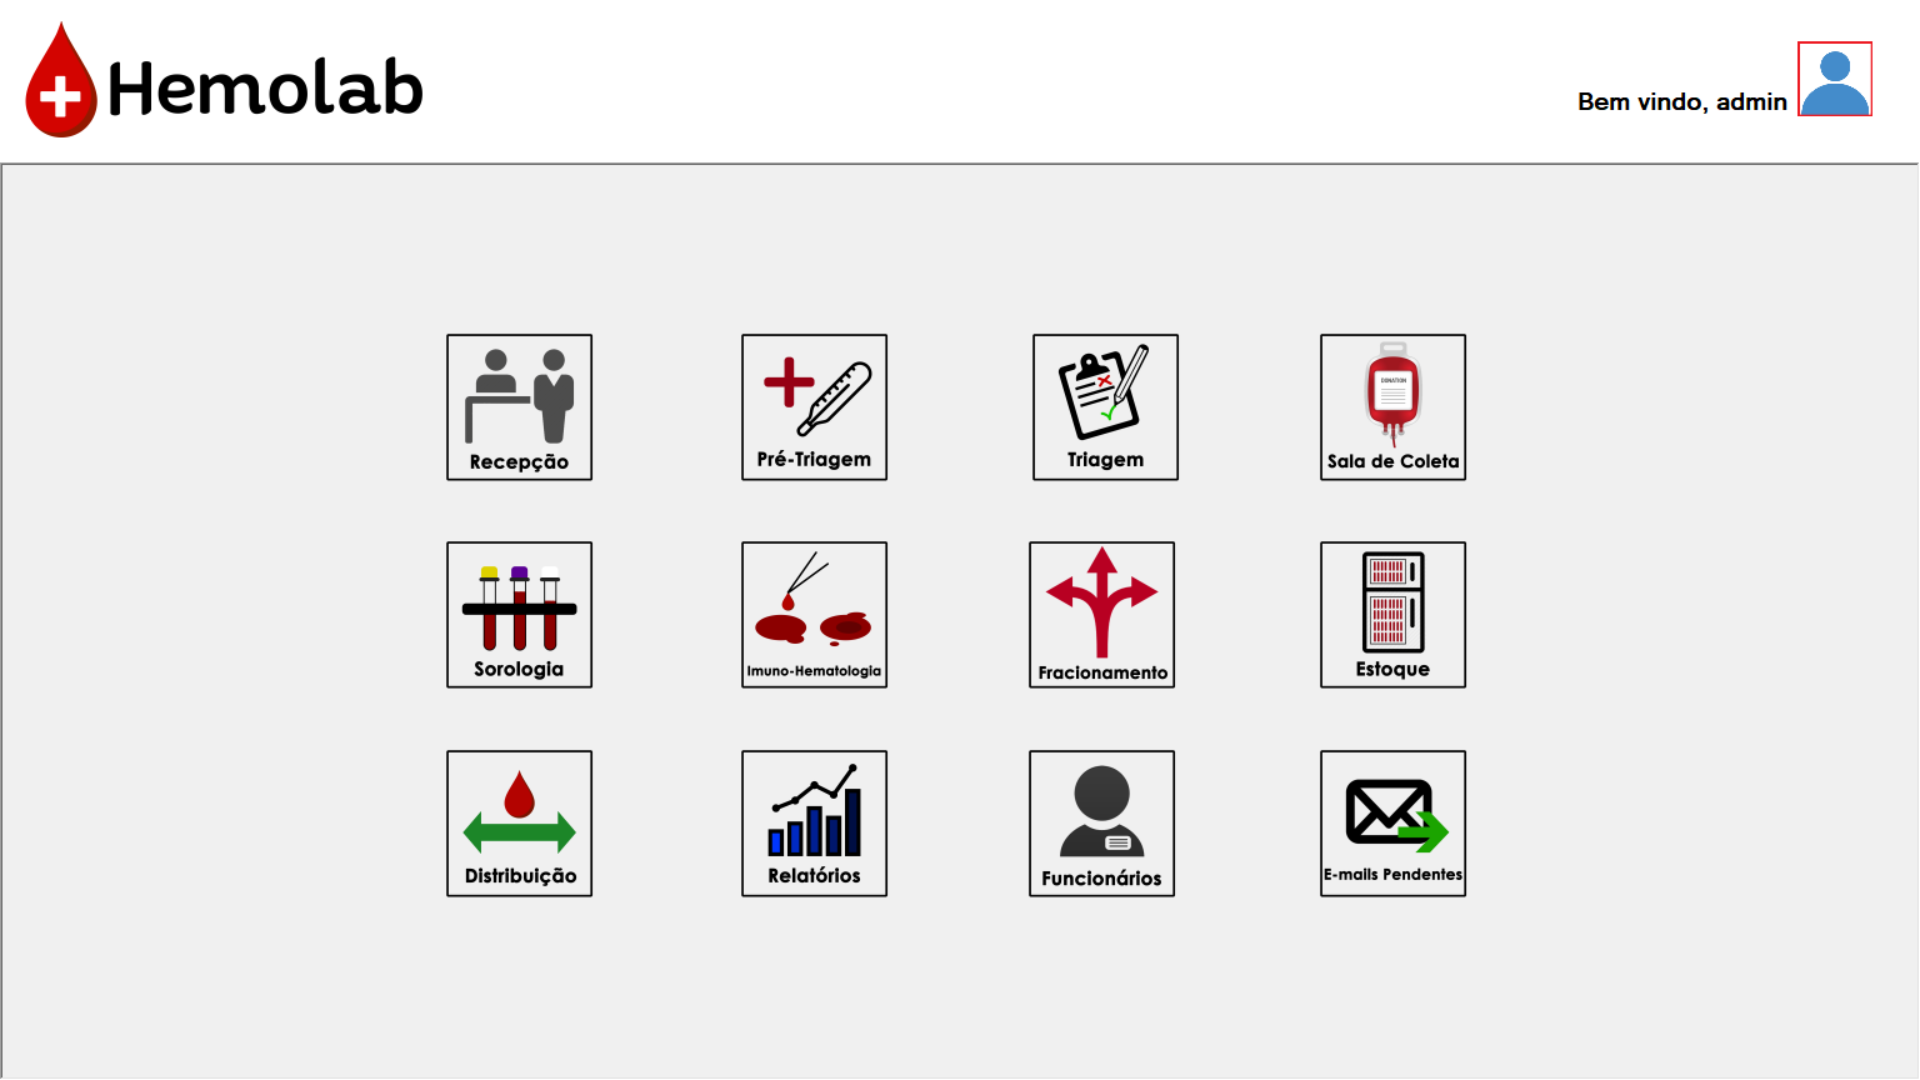 Hemolab
Bem vindo, admin
Recepção
Pré-Triagem
Triagem
DONATION
Sala de Coleta
Sorologia
Imuno-Hematologia
Fracionamento
Estoque
Distribuição
Relatórios
Funcionários
E-mails Pendentes